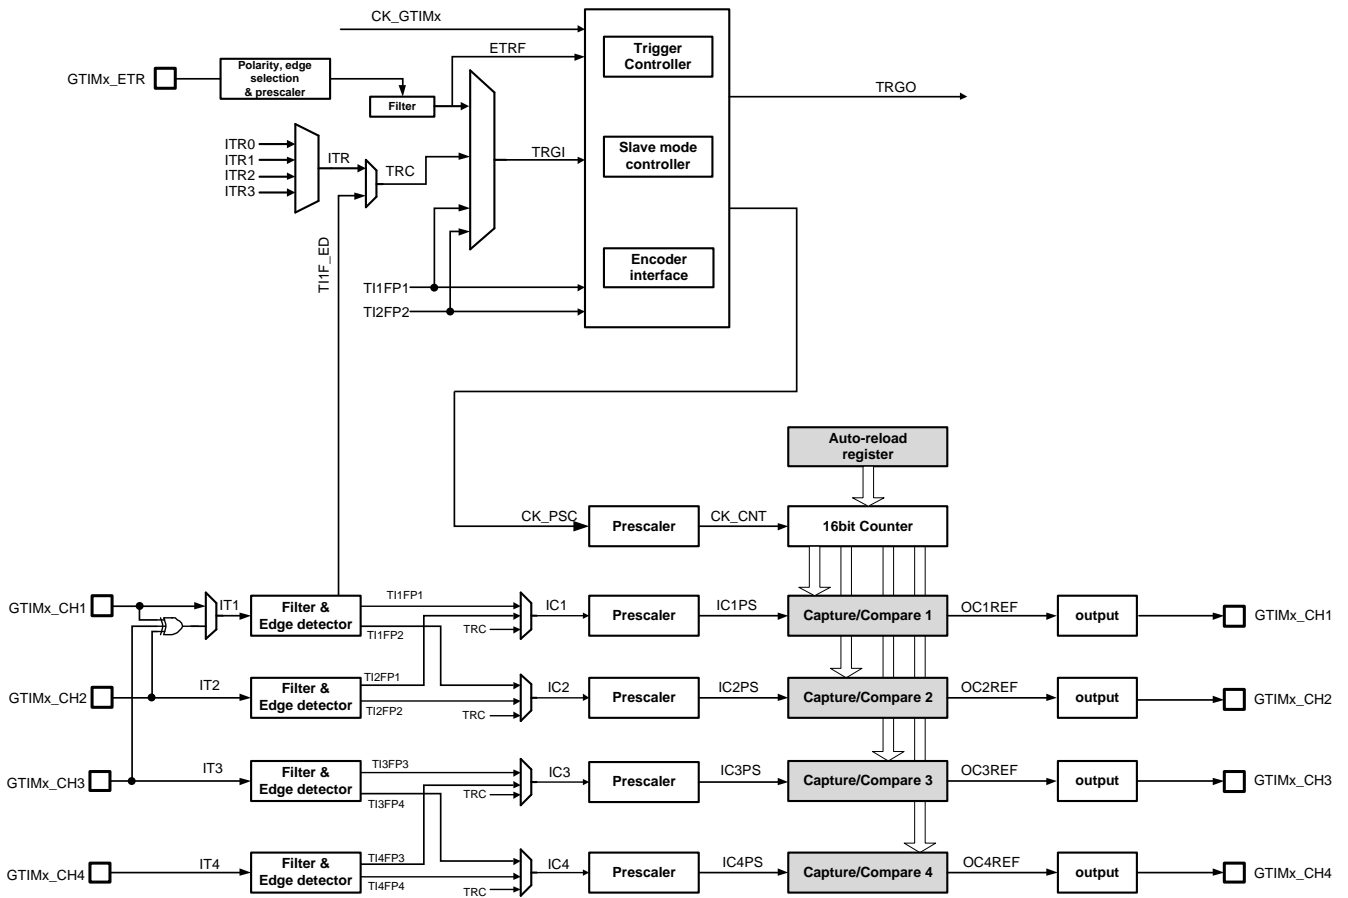 CK_GTIMx
ETRF
Trigger
Controller
GTIMx_ETR
Polarity, edge
selection
& prescaler
Filter
TRGO
ITR0
ITR1
ITR2
ITR3
ITR
TRC
TRGI
Slave mode
controller
TI1F_ED
Encoder
interface
TI1FP1
TI2FP2
Auto-reload
register
CK_PSC
Prescaler
CK_CNT
16bit Counter
GTIMx_CH1
IT1
Filter &
Edge detector
TI1FP1
TI1FP2
TRC
IC1
Prescaler
IC1PS
Capture/Compare 1
OC1REF
output
GTIMx_CH1
GTIMx_CH2
IT2
Filter &
Edge detector
TI2FP1
TI2FP2
TRC
IC2
Prescaler
IC2PS
Capture/Compare 2
OC2REF
output
GTIMx_CH2
GTIMx_CH3
IT3
Filter &
Edge detector
TI3FP3
TI3FP4
TRC
IC3
Prescaler
IC3PS
Capture/Compare 3
OC3REF
output
GTIMx_CH3
GTIMx_CH4
IT4
Filter &
Edge detector
TI4FP3
TI4FP4
TRC
IC4
Prescaler
IC4PS
Capture/Compare 4
OC4REF
output
GTIMx_CH4